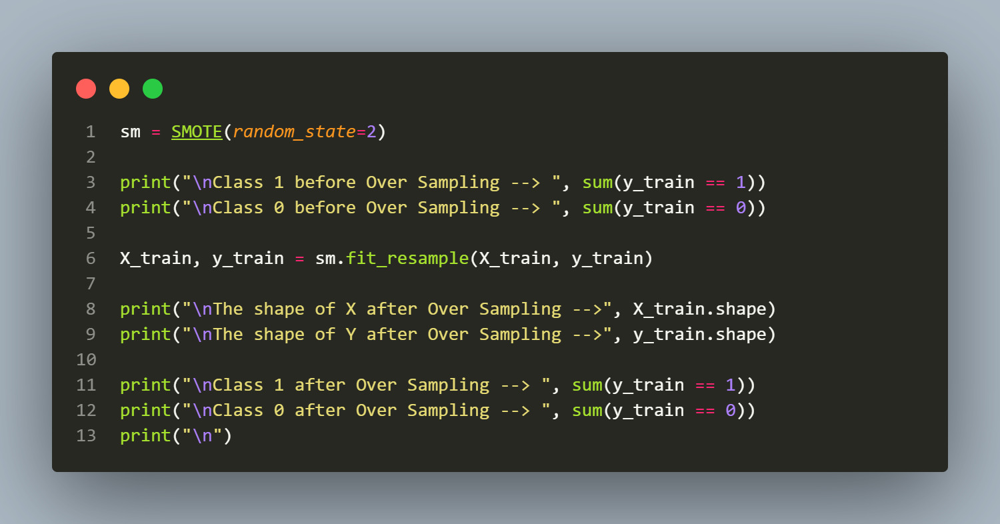 1 sm = SMOTE(random_state=2)
2
3 print("\nClass 1 before Over Sampling --> ", sum(y_train == 1))
4 print("\nClass 0 before Over Sampling --> ", sum(y_train == 0))
5
6 X_train, y_train = sm.fit_resample(X_train, y_train)
7
8 print("\nThe shape of X after Over Sampling -->", X_train.shape)
9 print("\nThe shape of Y after Over Sampling -->", y_train.shape)
10
11 print("\nClass 1 after Over Sampling --> ", sum(y_train == 1))
12 print("\nClass 0 after Over Sampling --> ", sum(y_train == 0))
13 print("\n")